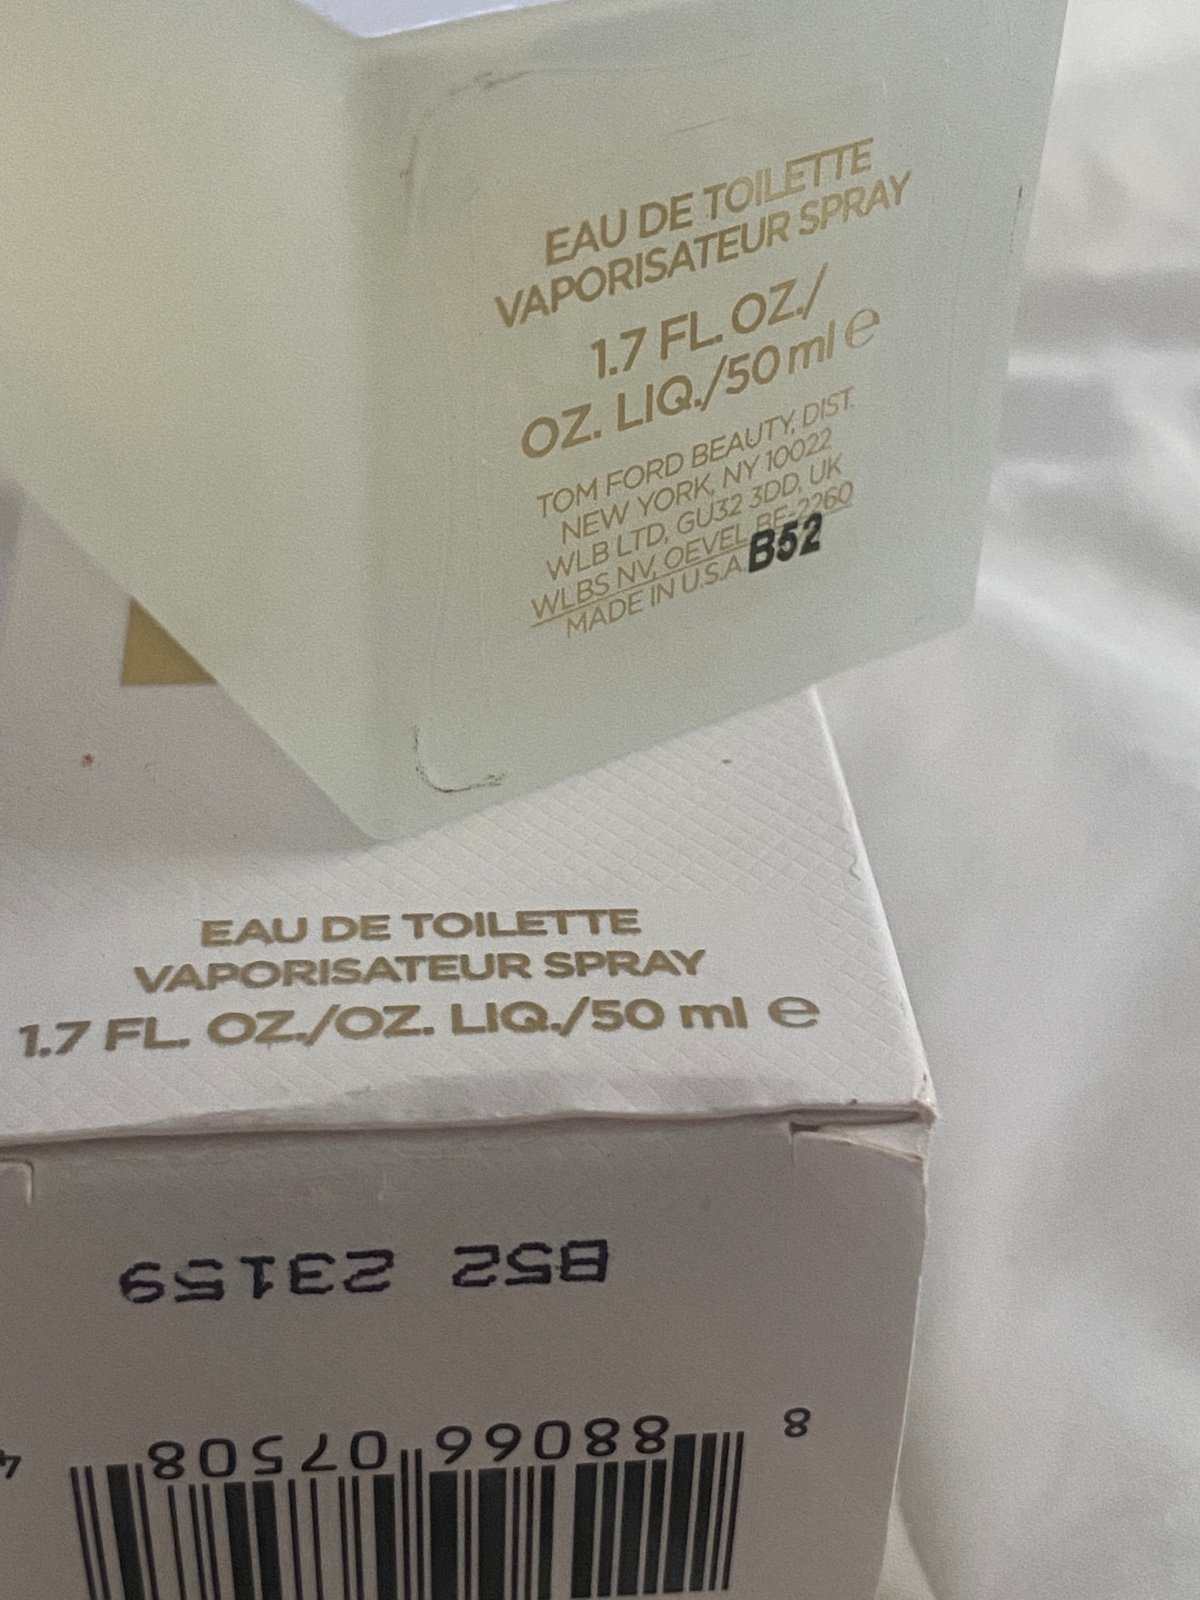 EAU DE TOILETTE
VAPORISATEUR SPRAY
1.7 FL. OZ./
OZ. LIQ./50 ml e
TOM FORD BEAUTY, DIST.
NEW YORK, NY 10022
WLB LTD, GU32 3DD, UK
WLBS NV, OEVEL BE-2260
MADE IN U.S.A.
B52
EAU DE TOILETTE
VAPORISATEUR SPRAY
1.7 FL. OZ./OZ. LIQ./50 ml e
B52 23159
8 88066 07508 4